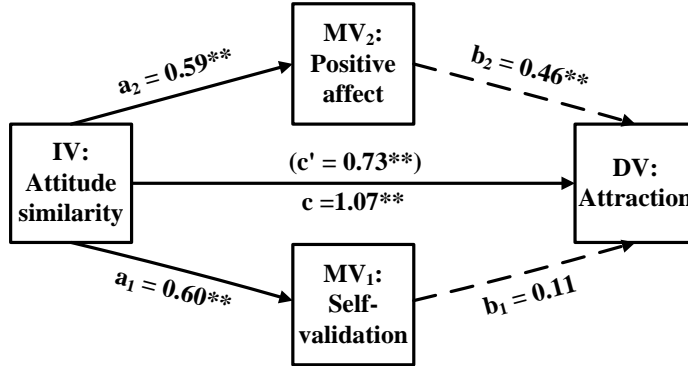 MV₂:
Positive
affect
a₂ = 0.59**
b₂ = 0.46**
IV:
Attitude
similarity
(c' = 0.73**)
c =1.07**
DV:
Attraction
a₁ = 0.60**
MV₁:
Self-
validation
b₁ = 0.11